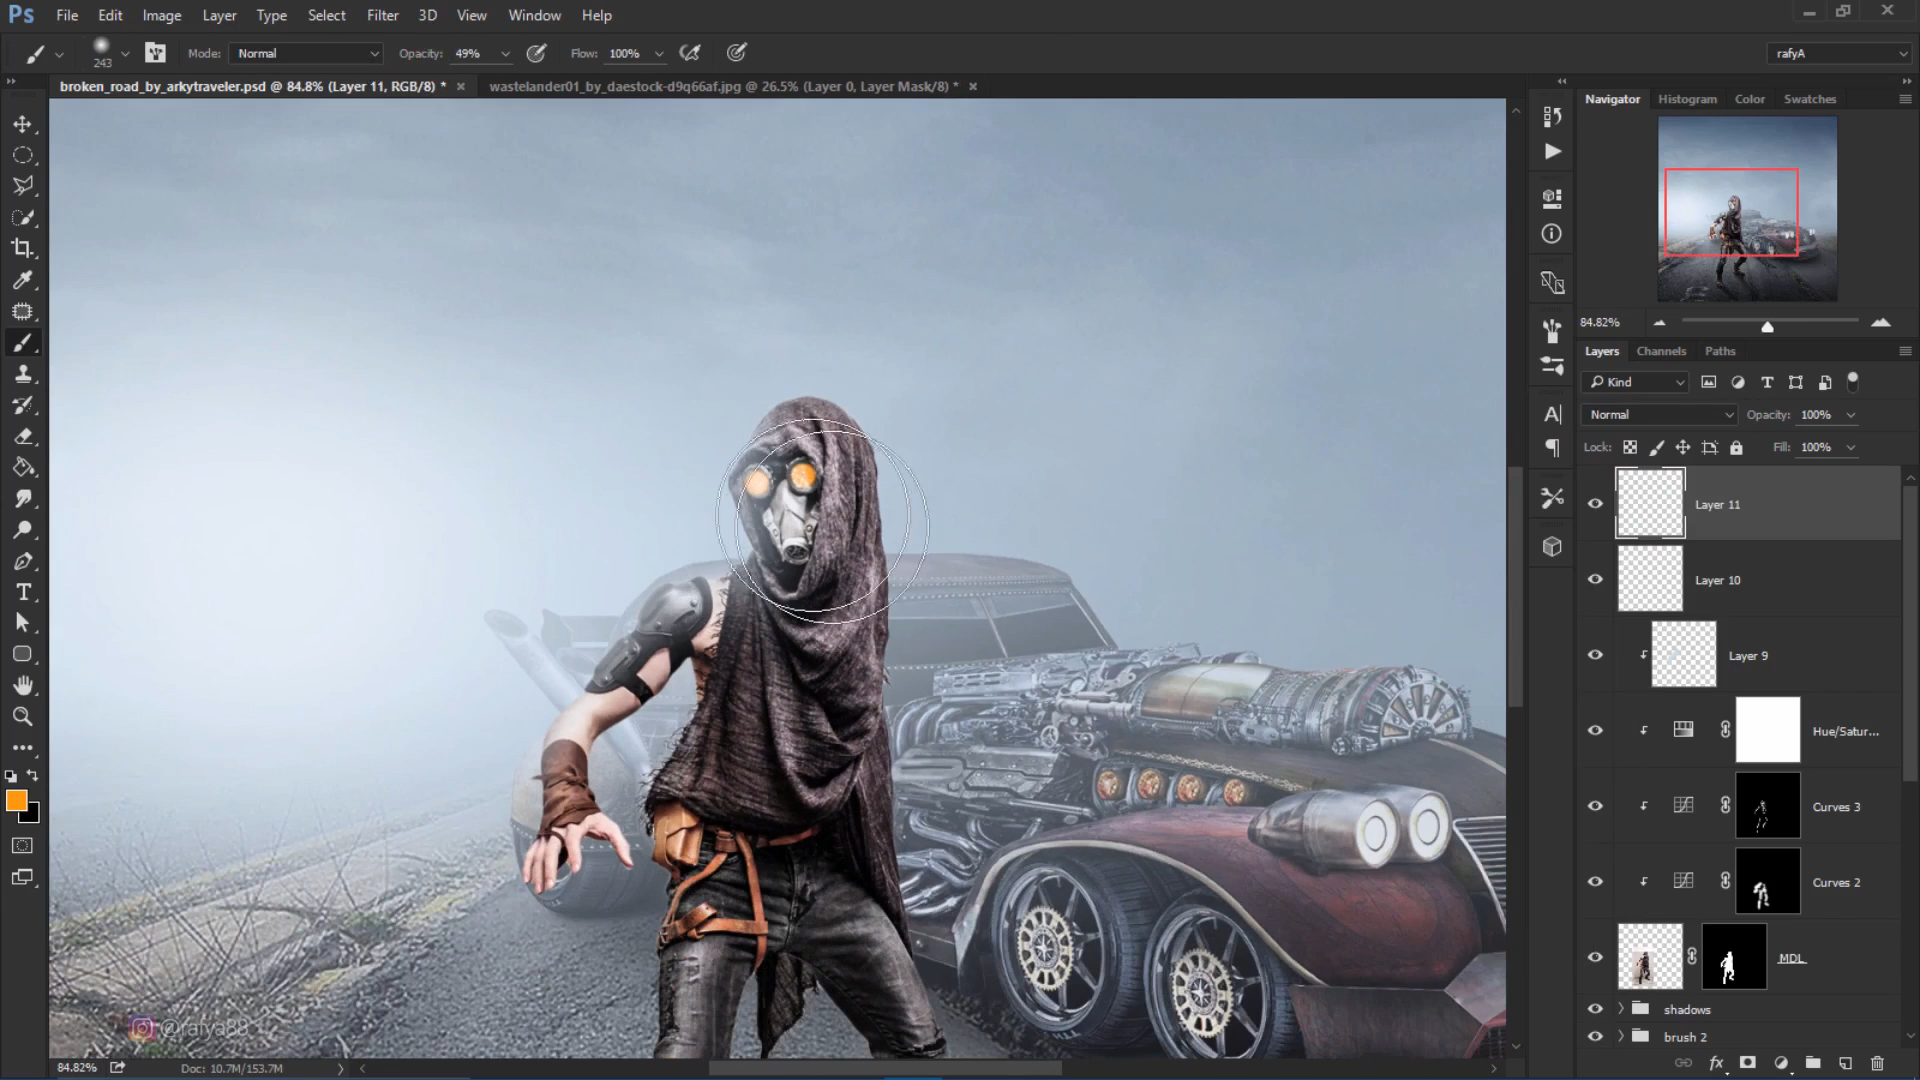 Ps File Edit Image Layer Type Select Filter 3D View Window Help
243 Mode: Normal Opacity: 49% Flow: 100% rafyA
broken_road_by_arkytraveler.psd @ 84.8% (Layer 11, RGB/8) * wastelander01_by_daestock-d9q66af.jpg @ 26.5% (Layer 0, Layer Mask/8) *
Navigator Histogram Color Swatches
84.82%
Layers Channels Paths
Kind
Normal Opacity: 100%
Lock: Fill: 100%
Layer 11
Layer 10
Layer 9
Hue/Satur...
Curves 3
Curves 2
MDL
shadows
brush 2
@rafya88
84.82% Doc: 10.7M/153.7M